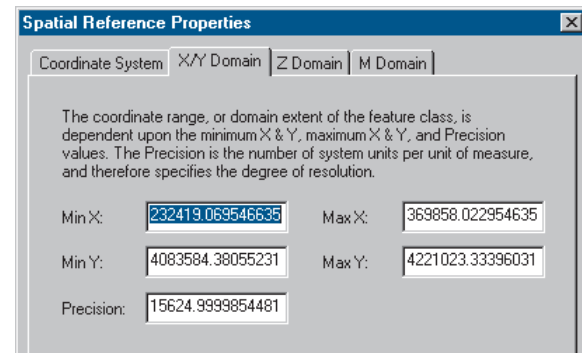 Spatial Reference Properties
Coordinate System X/Y Domain Z Domain M Domain
The coordinate range, or domain extent of the feature class, is
dependent upon the minimum X & Y, maximum X & Y, and Precision
values. The Precision is the number of system units per unit of measure,
and therefore specifies the degree of resolution.
Min X: 232419.069546635 Max X: 369858.022954635
Min Y: 4083584.38055231 Max Y: 4221023.33396031
Precision: 15624.9999854481